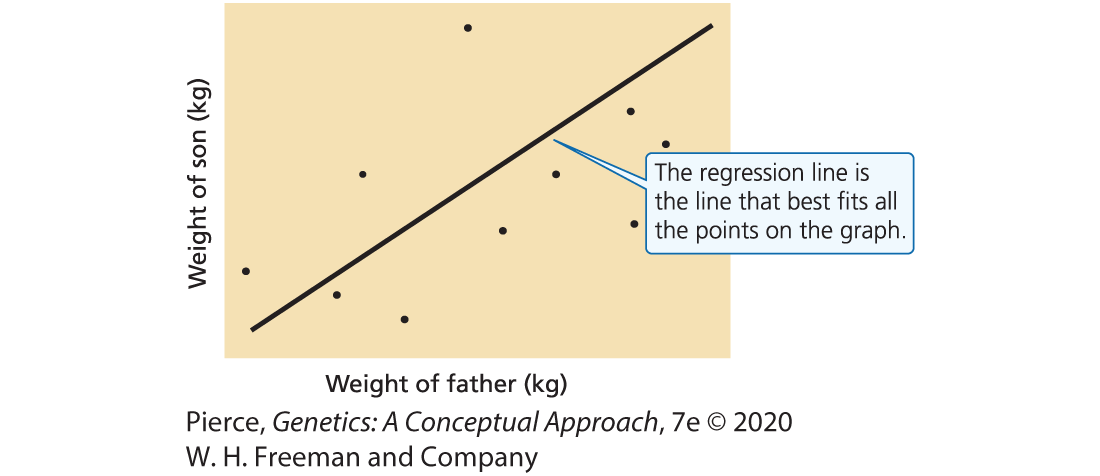 Weight of son (kg)
The regression line is
the line that best fits all
the points on the graph.
Weight of father (kg)
Pierce, Genetics: A Conceptual Approach, 7e © 2020
W. H. Freeman and Company